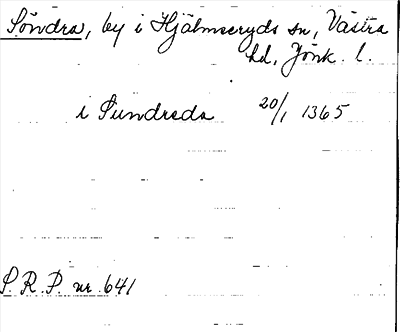 Söndra, by i Hjälmseryds sn, Västra
hd, Jönk. l.
i Sundreda 20/1 1365
S. R. P. nr 641